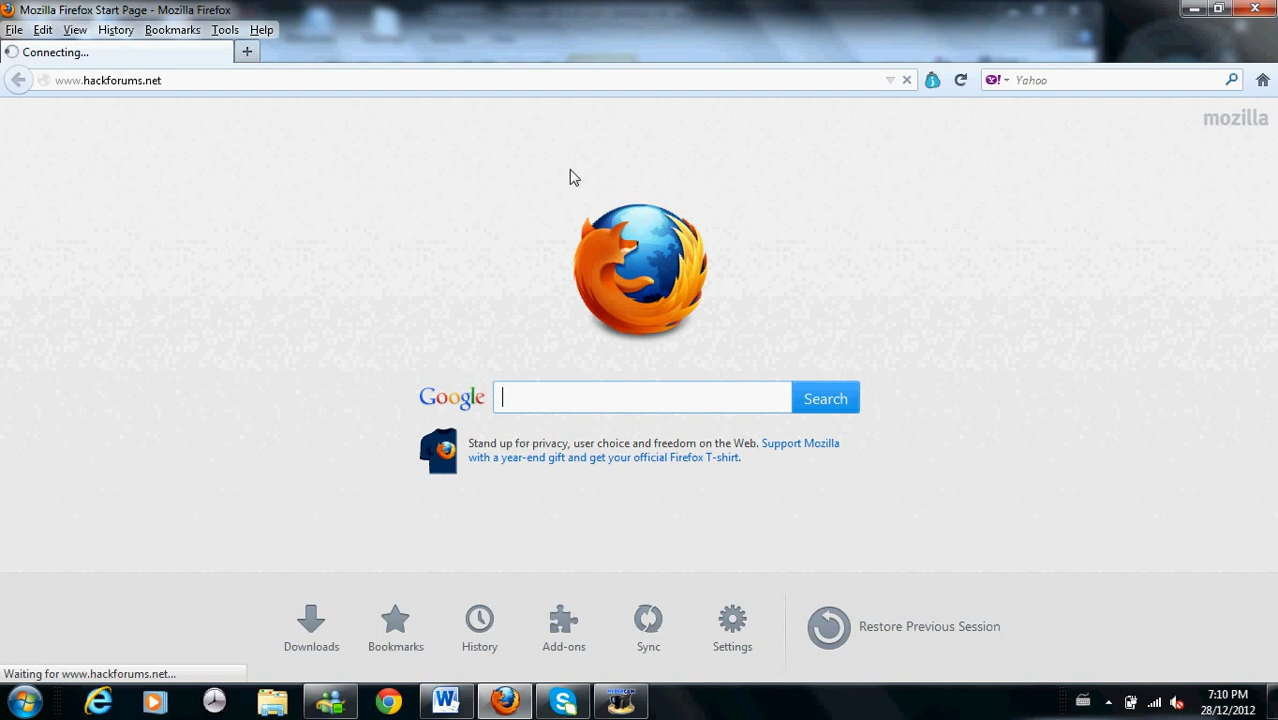 Mozilla Firefox Start Page - Mozilla Firefox
File Edit View History Bookmarks Tools Help
Connecting...
www.hackforums.net
Y! Yahoo
mozilla
Google
Search
Stand up for privacy, user choice and freedom on the Web. Support Mozilla
with a year-end gift and get your official Firefox T-shirt.
Downloads Bookmarks History Add-ons Sync Settings Restore Previous Session
Waiting for www.hackforums.net...
7:10 PM
28/12/2012